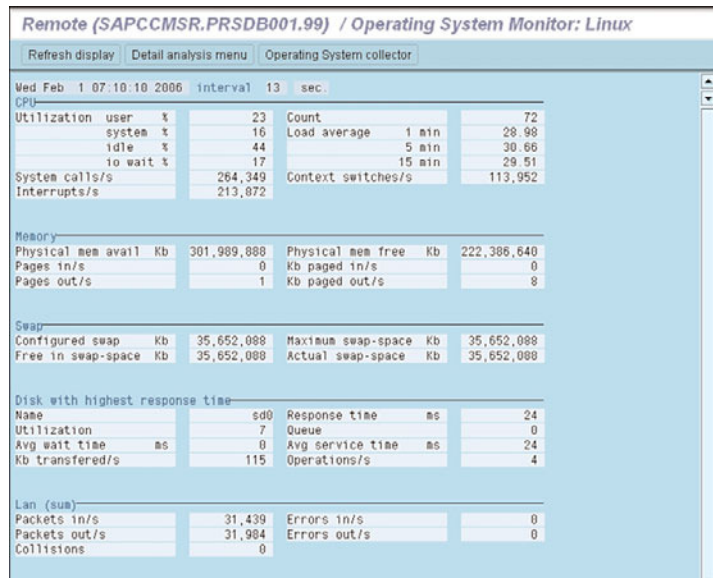 Remote (SAPCCMSR.PRSDB001.99) / Operating System Monitor: Linux
Refresh display Detail analysis menu Operating System collector
Wed Feb 1 07:10:10 2006 interval 13 sec.
CPU
Utilization user % 23 Count 72
system % 16 Load average 1 min 28.98
idle % 44 5 min 30.66
io wait % 17 15 min 29.51
System calls/s 264,349 Context switches/s 113,952
Interrupts/s 213,872
Memory
Physical mem avail Kb 301,989,888 Physical mem free Kb 222,386,640
Pages in/s 0 Kb paged in/s 0
Pages out/s 1 Kb paged out/s 8
Swap
Configured swap Kb 35,652,088 Maximum swap-space Kb 35,652,088
Free in swap-space Kb 35,652,088 Actual swap-space Kb 35,652,088
Disk with highest response time
Name sd0 Response time ms 24
Utilization 7 Queue 0
Avg wait time ms 0 Avg service time ms 24
Kb transfered/s 115 Operations/s 4
Lan (sum)
Packets in/s 31,439 Errors in/s 0
Packets out/s 31,984 Errors out/s 0
Collisions 0